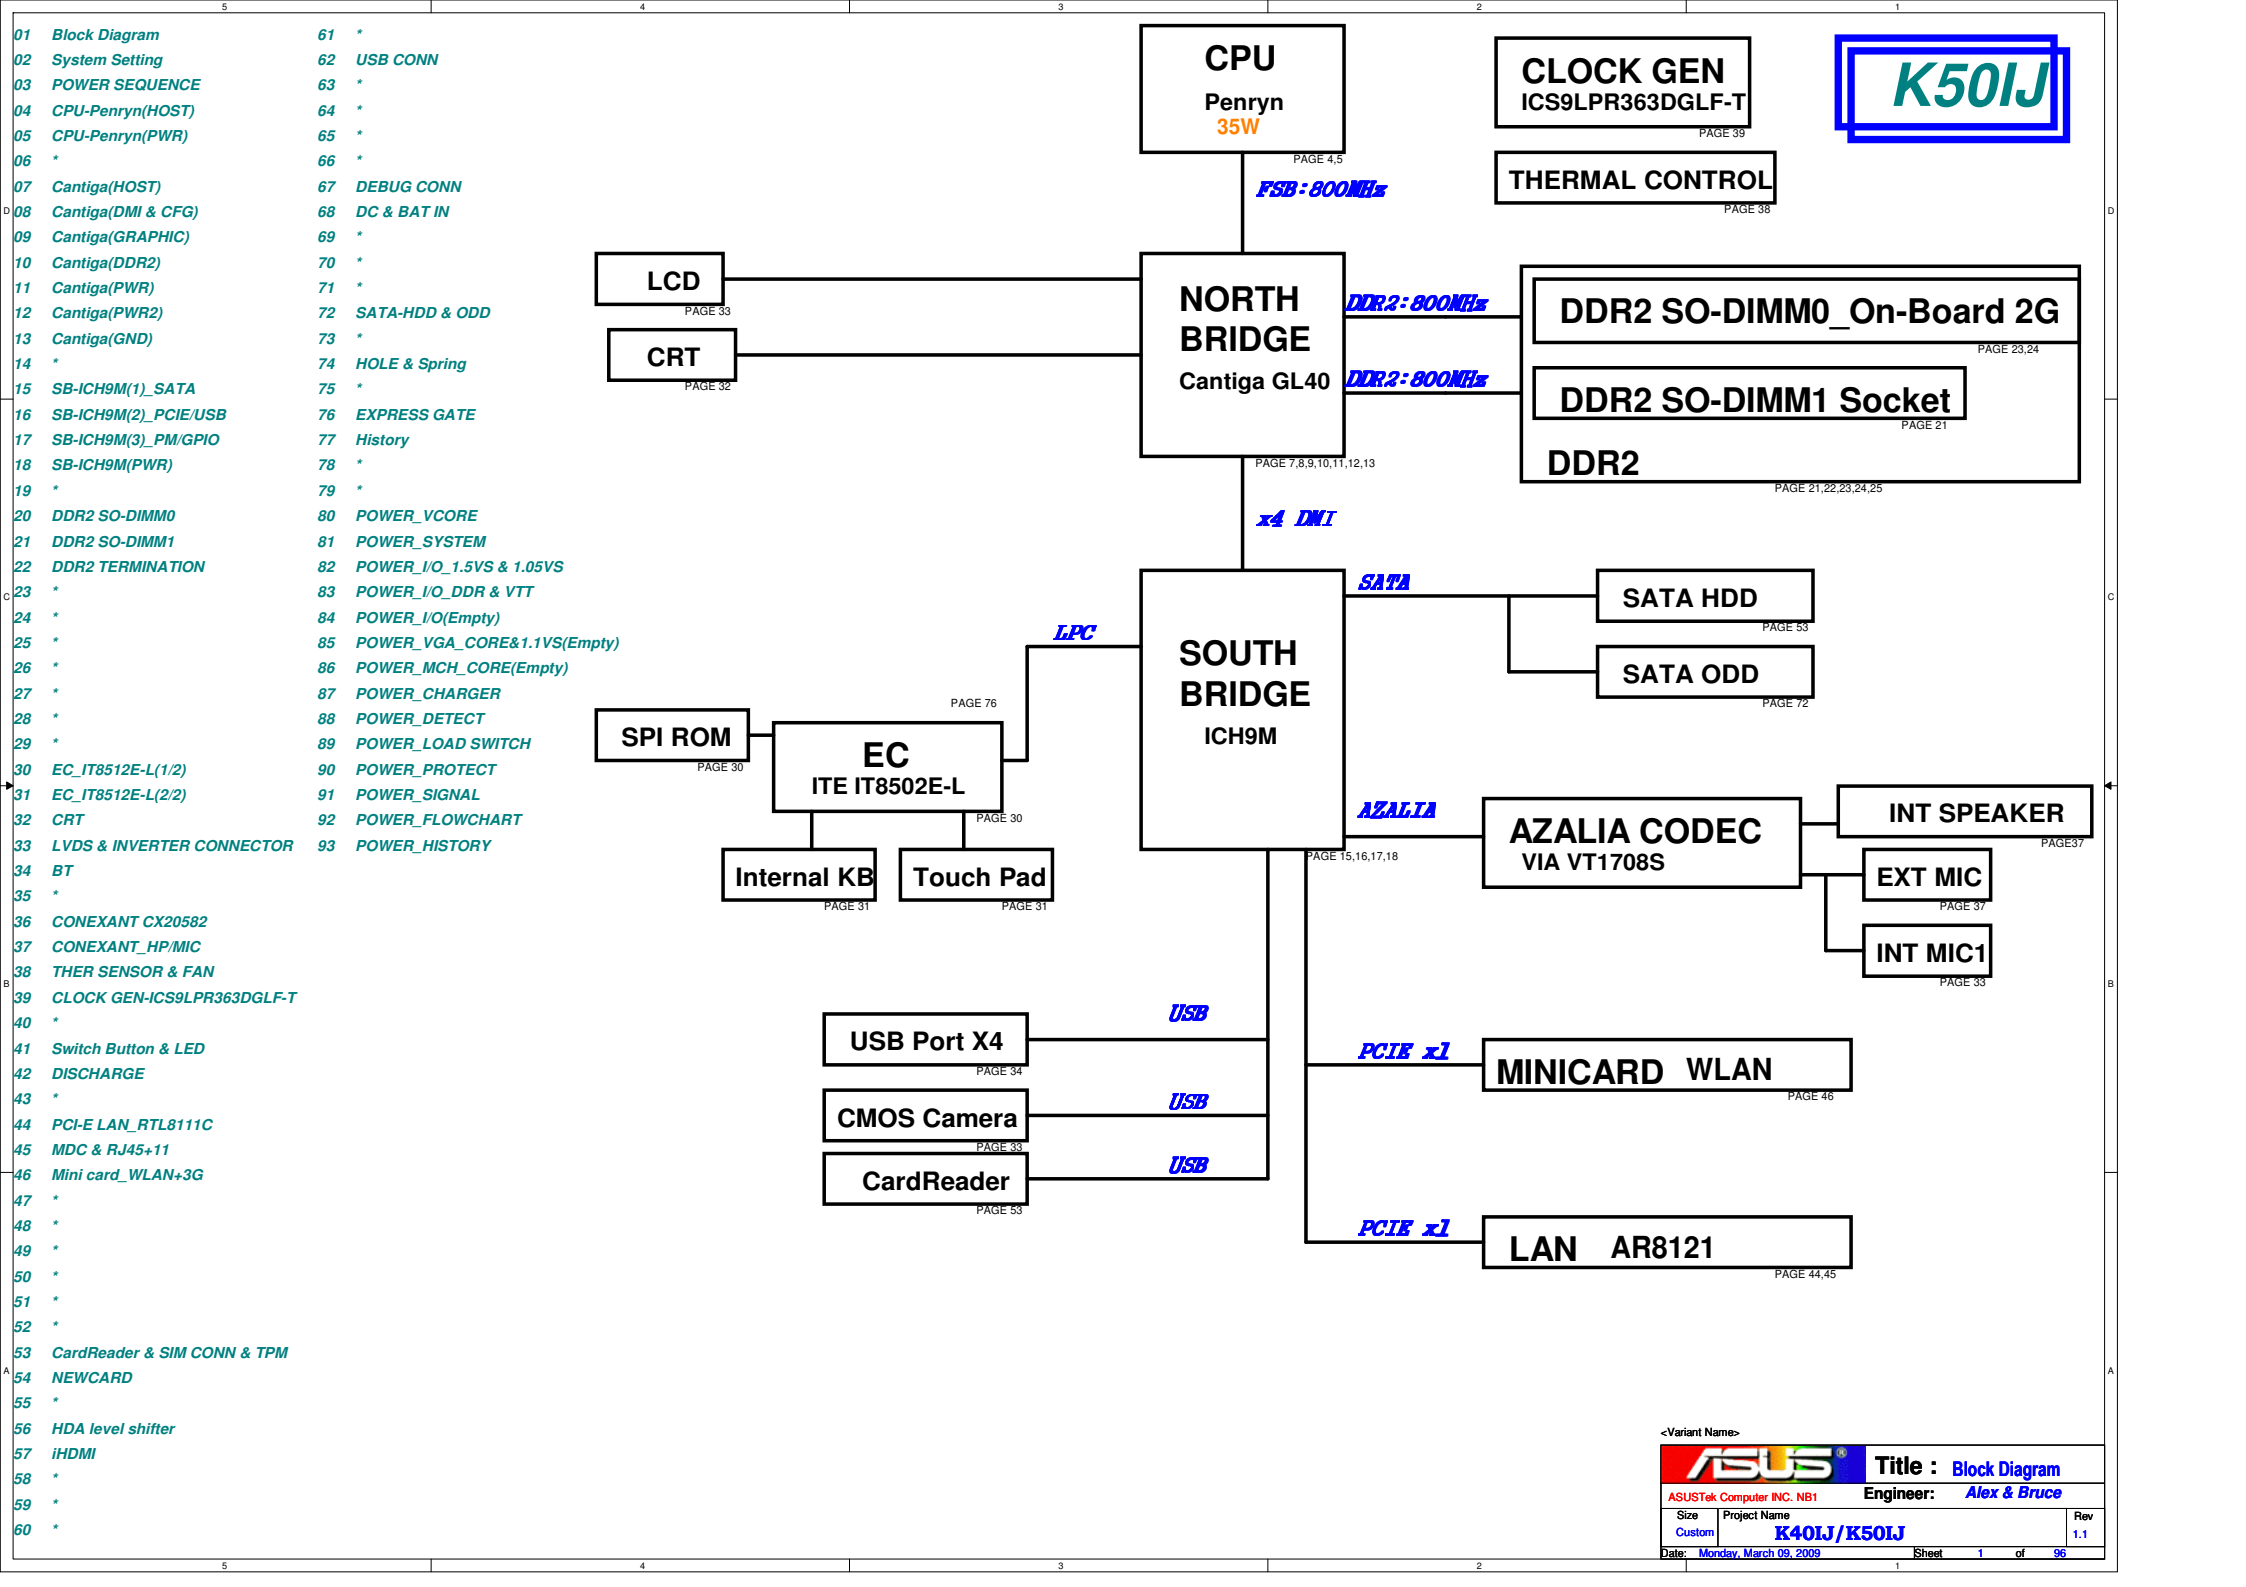 5 4 3 2 1
01 Block Diagram
02 System Setting
03 POWER SEQUENCE
04 CPU-Penryn(HOST)
05 CPU-Penryn(PWR)
06 *
07 Cantiga(HOST)
08 Cantiga(DMI & CFG)
09 Cantiga(GRAPHIC)
10 Cantiga(DDR2)
11 Cantiga(PWR)
12 Cantiga(PWR2)
13 Cantiga(GND)
14 *
15 SB-ICH9M(1)_SATA
16 SB-ICH9M(2)_PCIE/USB
17 SB-ICH9M(3)_PM/GPIO
18 SB-ICH9M(PWR)
19 *
20 DDR2 SO-DIMM0
21 DDR2 SO-DIMM1
22 DDR2 TERMINATION
23 *
24 *
25 *
26 *
27 *
28 *
29 *
30 EC_IT8512E-L(1/2)
31 EC_IT8512E-L(2/2)
32 CRT
33 LVDS & INVERTER CONNECTOR
34 BT
35 *
36 CONEXANT CX20582
37 CONEXANT_HP/MIC
38 THER SENSOR & FAN
39 CLOCK GEN-ICS9LPR363DGLF-T
40 *
41 Switch Button & LED
42 DISCHARGE
43 *
44 PCI-E LAN_RTL8111C
45 MDC & RJ45+11
46 Mini card_WLAN+3G
47 *
48 *
49 *
50 *
51 *
52 *
53 CardReader & SIM CONN & TPM
54 NEWCARD
55 *
56 HDA level shifter
57 iHDMI
58 *
59 *
60 *
61 *
62 USB CONN
63 *
64 *
65 *
66 *
67 DEBUG CONN
68 DC & BAT IN
69 *
70 *
71 *
72 SATA-HDD & ODD
73 *
74 HOLE & Spring
75 *
76 EXPRESS GATE
77 History
78 *
79 *
80 POWER_VCORE
81 POWER_SYSTEM
82 POWER_I/O_1.5VS & 1.05VS
83 POWER_I/O_DDR & VTT
84 POWER_I/O(Empty)
85 POWER_VGA_CORE&1.1VS(Empty)
86 POWER_MCH_CORE(Empty)
87 POWER_CHARGER
88 POWER_DETECT
89 POWER_LOAD SWITCH
90 POWER_PROTECT
91 POWER_SIGNAL
92 POWER_FLOWCHART
93 POWER_HISTORY
CPU
Penryn
35W
PAGE 4,5
CLOCK GEN
ICS9LPR363DGLF-T
PAGE 39
K50IJ
THERMAL CONTROL
PAGE 38
FSB:800MHz
D
D
LCD
PAGE 33
CRT
PAGE 32
NORTH
BRIDGE
Cantiga GL40
PAGE 7,8,9,10,11,12,13
DDR2:800MHz
DDR2:800MHz
DDR2 SO-DIMM0_On-Board 2G
PAGE 23,24
DDR2 SO-DIMM1 Socket
PAGE 21
DDR2
PAGE 21,22,23,24,25
x4 DMI
C
C
SOUTH
BRIDGE
ICH9M
PAGE 15,16,17,18
SATA
SATA HDD
PAGE 53
SATA ODD
PAGE 72
LPC
PAGE 76
SPI ROM
PAGE 30
EC
ITE IT8502E-L
PAGE 30
Internal KB
PAGE 31
Touch Pad
PAGE 31
AZALIA
AZALIA CODEC
VIA VT1708S
INT SPEAKER
PAGE37
EXT MIC
PAGE 37
INT MIC1
PAGE 33
B
B
USB
USB Port X4
PAGE 34
USB
CMOS Camera
PAGE 33
USB
CardReader
PAGE 53
PCIE x1
MINICARD WLAN
PAGE 46
PCIE x1
LAN AR8121
PAGE 44,45
A
A
<Variant Name>
ASUS®
Title : Block Diagram
ASUSTek Computer INC. NB1
Engineer: Alex & Bruce
Size Project Name Rev
Custom K40IJ/K50IJ 1.1
Date: Monday, March 09, 2009 Sheet 1 of 96
5 4 3 2 1